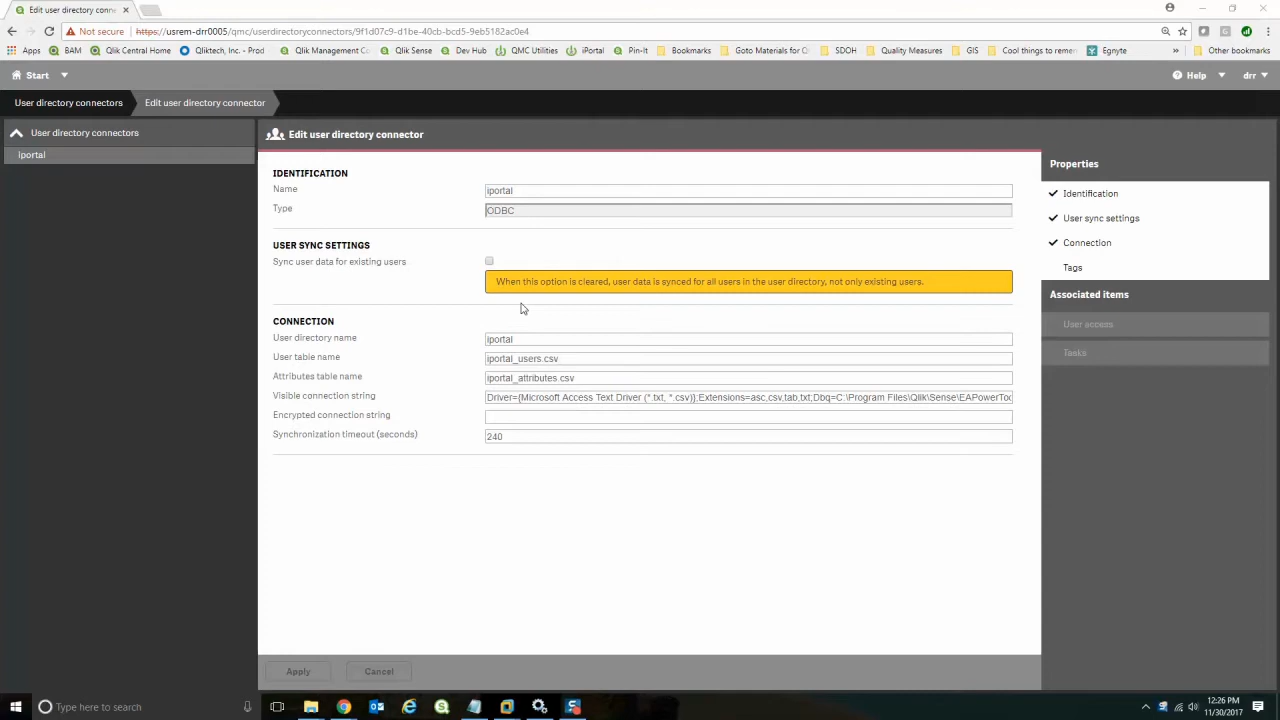 Edit user directory conn
Not secure
https://usrem-drr0005/qmc/userdirectoryconnectors/9f1d07c9-d1be-40cb-bcd5-9eb5182ac0e4
Apps
BAM
Qlik Central Home
Qliktech, Inc. - Prod
Qlik Management C
Qlik Sense
Dev Hub
QMC Utilities
iPortal
Pin-It
Bookmarks
Goto Materials for Q
SDOH
Quality Measures
GIS
Cool things to remem
Egnyte
»
Other bookmarks
Start
Help
drr
User directory connectors
Edit user directory connector
User directory connectors
Iportal
Edit user directory connector
IDENTIFICATION
Name
iportal
Type
ODBC
USER SYNC SETTINGS
Sync user data for existing users
When this option is cleared, user data is synced for all users in the user directory, not only existing users.
CONNECTION
User directory name
iportal
User table name
iportal_users.csv
Attributes table name
iportal_attributes.csv
Visible connection string
Driver={Microsoft Access Text Driver (*.txt, *.csv)};Extensions=asc,csv,tab,txt;Dbq=C:\Program Files\Qlik\Sense\EAPowerToo
Encrypted connection string
Synchronization timeout (seconds)
240
Apply
Cancel
Properties
Identification
User sync settings
Connection
Tags
Associated items
User access
Tasks
Type here to search
12:26 PM
11/30/2017